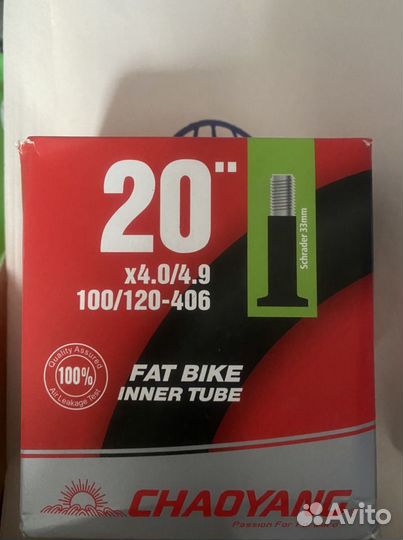 20"
x4.0/4.9
100/120-406
Schrader 33mm
Quality Assured
100%
Air Leakage Test
FAT BIKE
INNER TUBE
CHAOYANG
Passion For
Avito